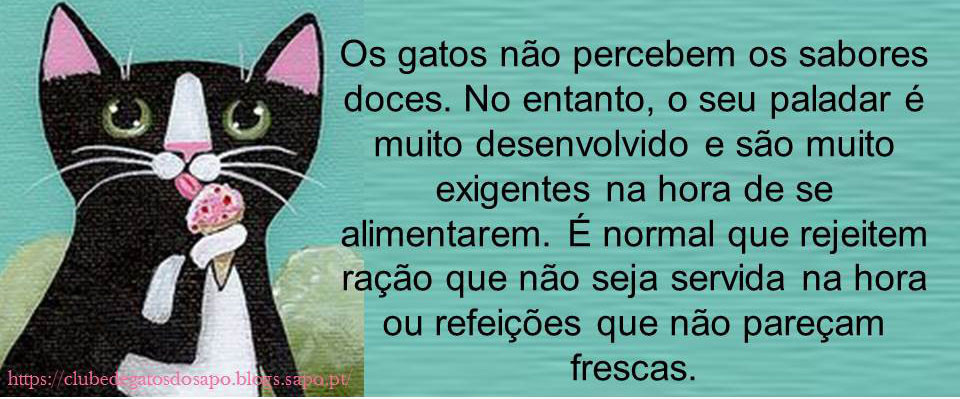 Os gatos não percebem os sabores
doces. No entanto, o seu paladar é
muito desenvolvido e são muito
exigentes na hora de se
alimentarem. É normal que rejeitem
ração que não seja servida na hora
ou refeições que não pareçam
frescas.
https://clubedegatosdosapo.blogs.sapo.pt/